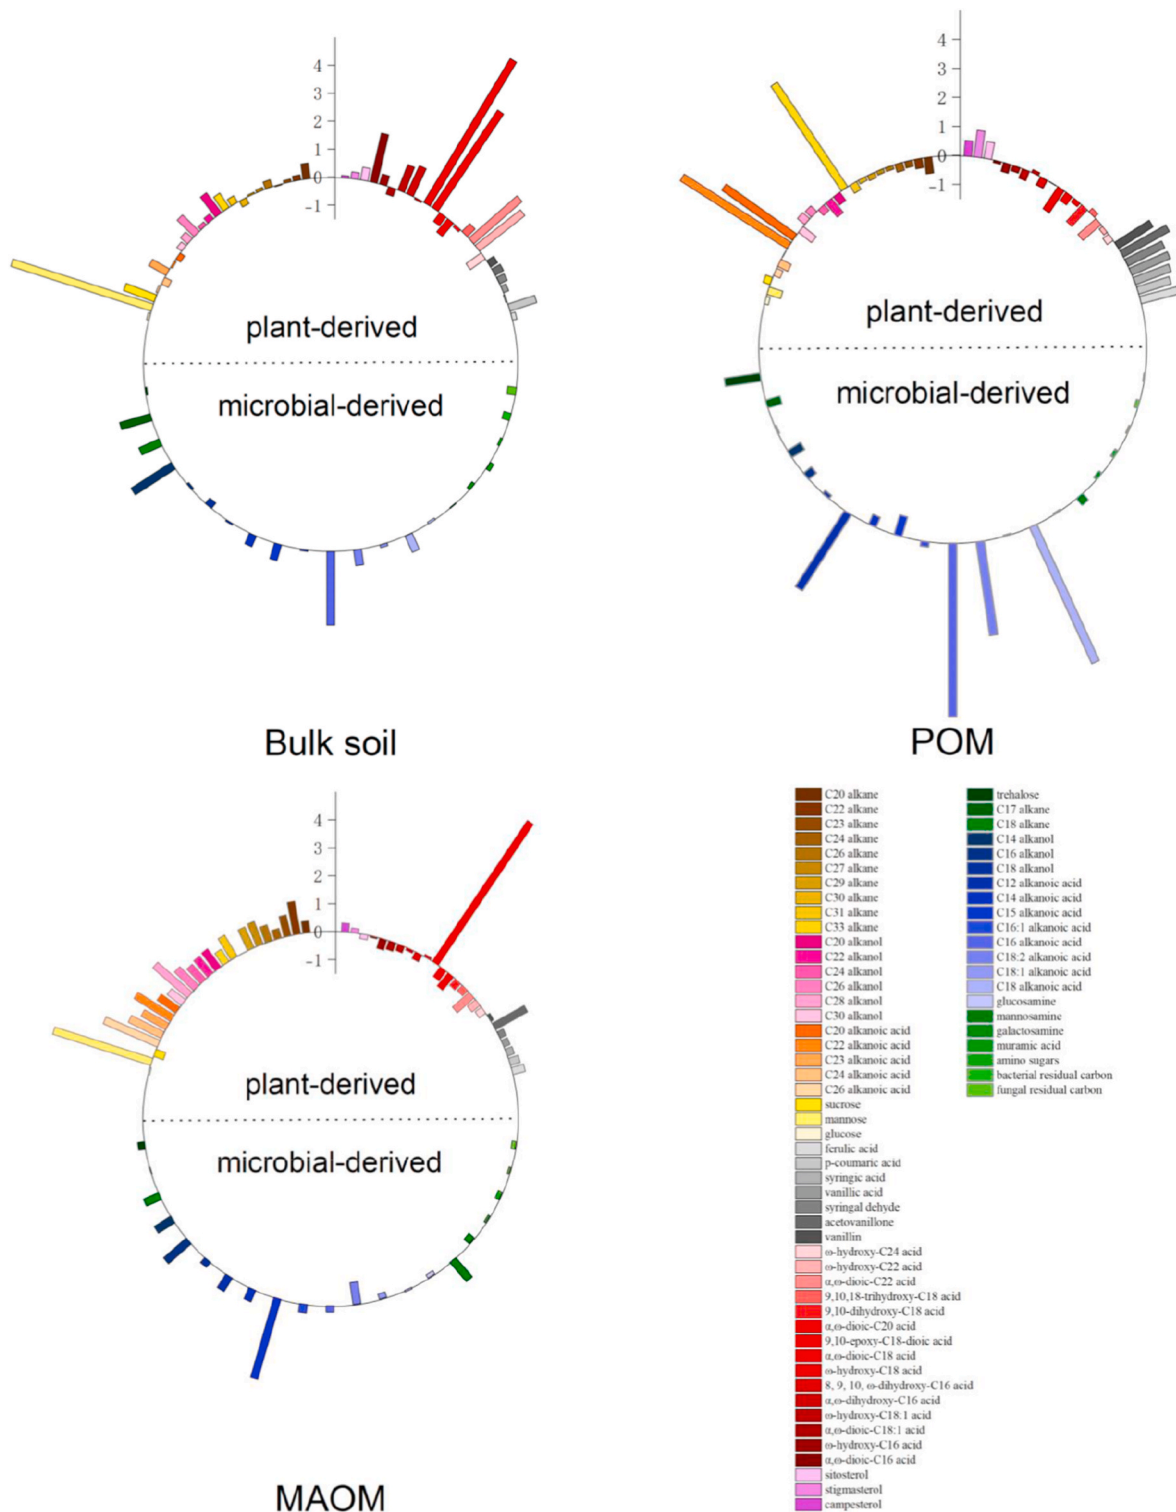 4
3
2
1
0
-1
plant-derived
microbial-derived
Bulk soil
4
3
2
1
0
-1
plant-derived
microbial-derived
POM
4
3
2
1
0
-1
plant-derived
microbial-derived
MAOM
C20 alkane
C22 alkane
C23 alkane
C24 alkane
C26 alkane
C27 alkane
C29 alkane
C30 alkane
C31 alkane
C33 alkane
C20 alkanol
C22 alkanol
C24 alkanol
C26 alkanol
C28 alkanol
C30 alkanol
C20 alkanoic acid
C22 alkanoic acid
C23 alkanoic acid
C24 alkanoic acid
C26 alkanoic acid
sucrose
mannose
glucose
ferulic acid
p-coumaric acid
syringic acid
vanillic acid
syringal dehyde
acetovanillone
vanillin
ω-hydroxy-C24 acid
ω-hydroxy-C22 acid
α,ω-dioic-C22 acid
9,10,18-trihydroxy-C18 acid
9,10-dihydroxy-C18 acid
α,ω-dioic-C20 acid
9,10-epoxy-C18-dioic acid
α,ω-dioic-C18 acid
ω-hydroxy-C18 acid
8, 9, 10, ω-dihydroxy-C16 acid
α,ω-dihydroxy-C16 acid
ω-hydroxy-C18:1 acid
α,ω-dioic-C18:1 acid
ω-hydroxy-C16 acid
α,ω-dioic-C16 acid
sitosterol
stigmasterol
campesterol
trehalose
C17 alkane
C18 alkane
C14 alkanol
C16 alkanol
C18 alkanol
C12 alkanoic acid
C14 alkanoic acid
C15 alkanoic acid
C16:1 alkanoic acid
C16 alkanoic acid
C18:2 alkanoic acid
C18:1 alkanoic acid
C18 alkanoic acid
glucosamine
mannosamine
galactosamine
muramic acid
amino sugars
bacterial residual carbon
fungal residual carbon